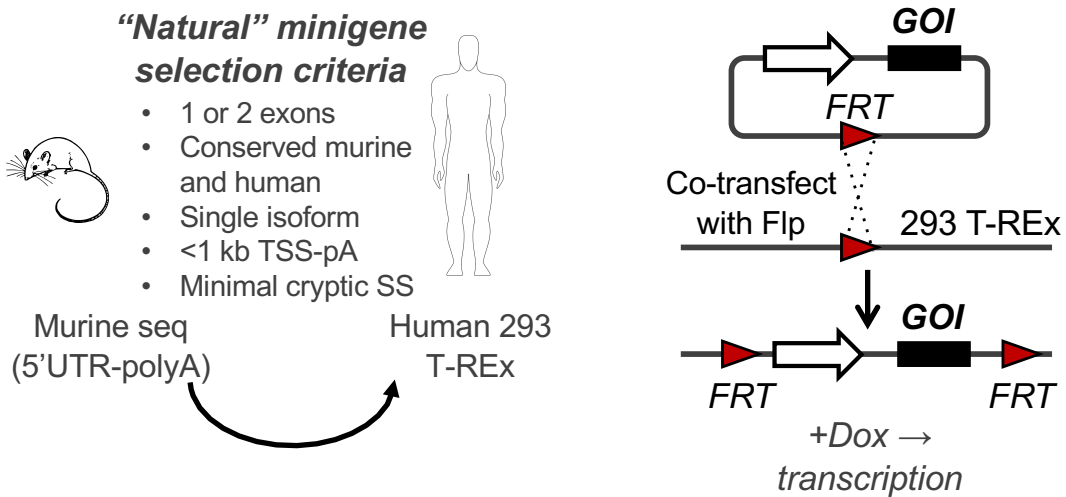 “Natural” minigene
selection criteria
• 1 or 2 exons
• Conserved murine
and human
• Single isoform
• <1 kb TSS-pA
• Minimal cryptic SS
Murine seq
(5’UTR-polyA)
Human 293
T-REx
GOI
FRT
Co-transfect
with Flp
293 T-REx
GOI
FRT
FRT
+Dox →
transcription